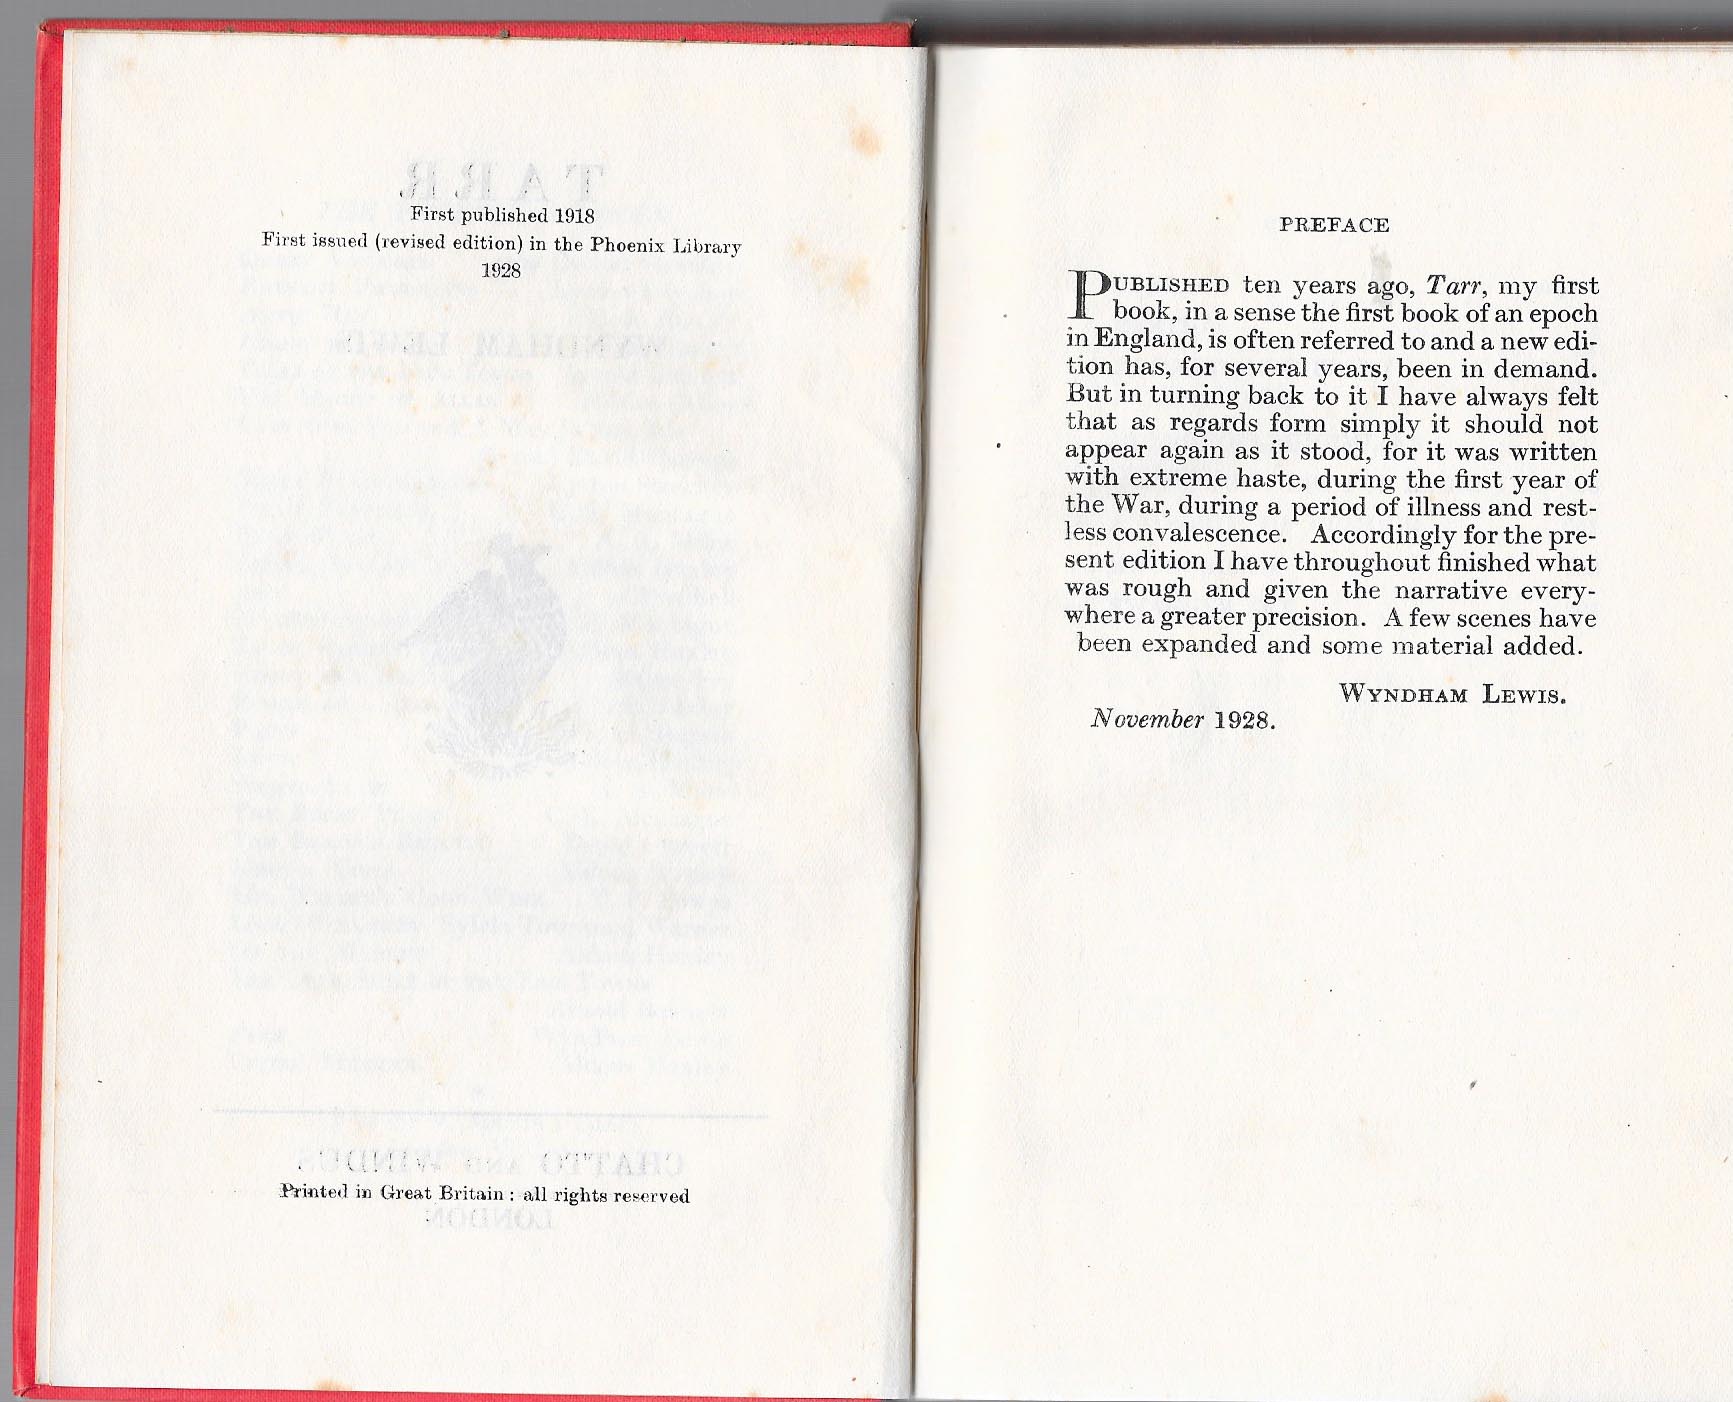 First published 1918
First issued (revised edition) in the Phoenix Library
1928
Printed in Great Britain : all rights reserved
PREFACE
PUBLISHED ten years ago, Tarr, my first
book, in a sense the first book of an epoch
in England, is often referred to and a new edi-
tion has, for several years, been in demand.
But in turning back to it I have always felt
that as regards form simply it should not
appear again as it stood, for it was written
with extreme haste, during the first year of
the War, during a period of illness and rest-
less convalescence. Accordingly for the pre-
sent edition I have throughout finished what
was rough and given the narrative every-
where a greater precision. A few scenes have
been expanded and some material added.
WYNDHAM LEWIS.
November 1928.